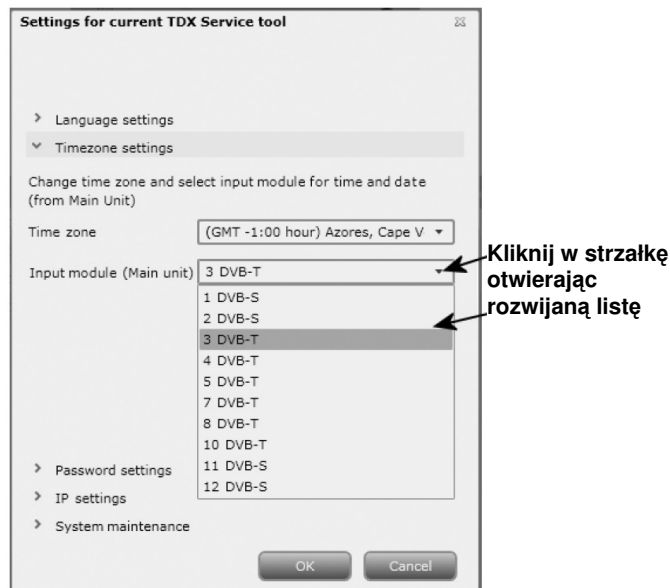 Settings for current TDX Service tool
Language settings
Timezone settings
Change time zone and select input module for time and date
(from Main Unit)
Time zone
(GMT -1:00 hour) Azores, Cape V
Input module (Main unit)
3 DVB-T
1 DVB-S
2 DVB-S
3 DVB-T
4 DVB-T
5 DVB-T
7 DVB-T
8 DVB-T
10 DVB-T
11 DVB-S
12 DVB-S
Kliknij w strzałkę
otwierając
rozwijaną listę
Password settings
IP settings
System maintenance
OK
Cancel